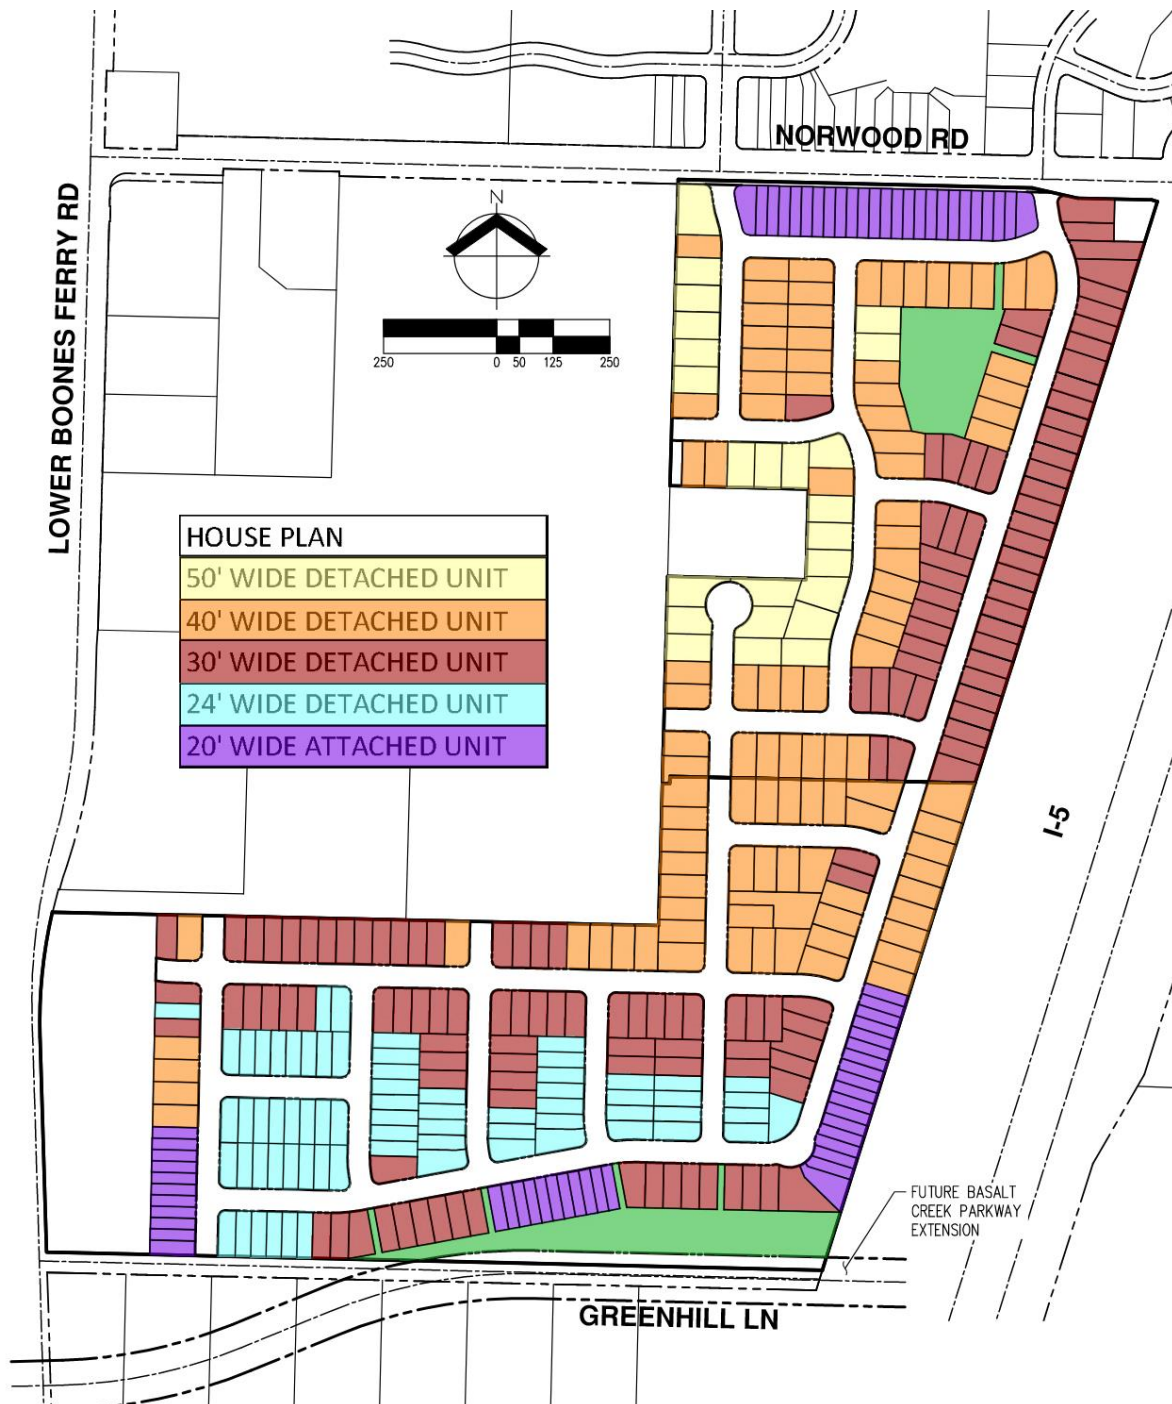 NORWOOD RD
N
250 0 50 125 250
LOWER BOONES FERRY RD
HOUSE PLAN
50' WIDE DETACHED UNIT
40' WIDE DETACHED UNIT
30' WIDE DETACHED UNIT
24' WIDE DETACHED UNIT
20' WIDE ATTACHED UNIT
I-5
FUTURE BASALT
CREEK PARKWAY
EXTENSION
GREENHILL LN